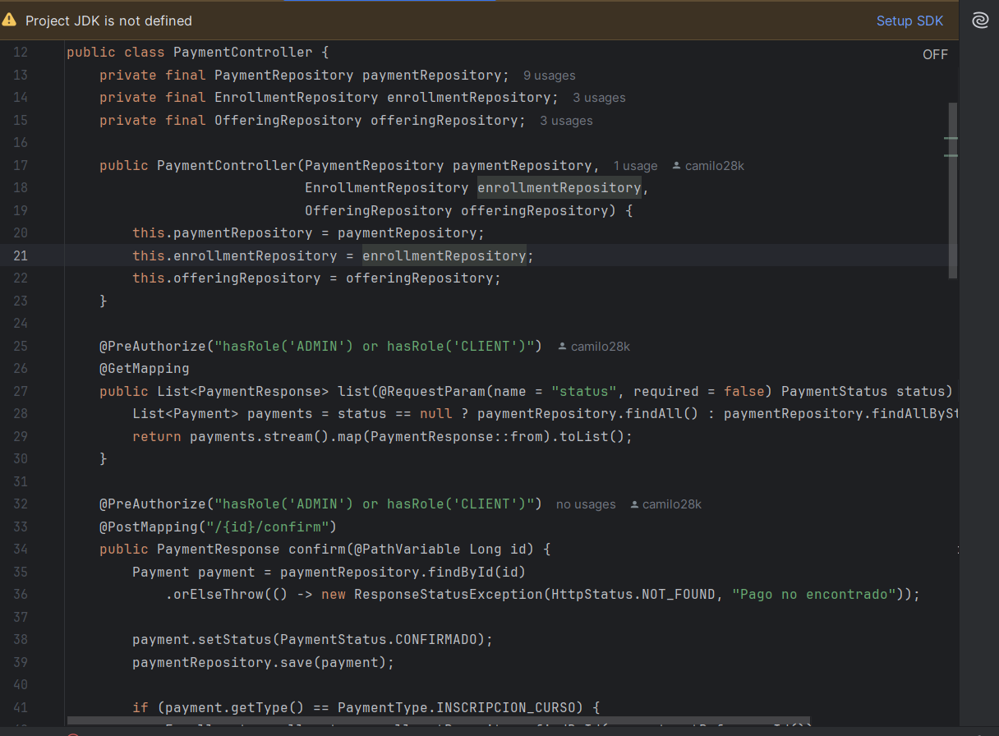 Project JDK is not defined Setup SDK
OFF
12 public class PaymentController {
13 private final PaymentRepository paymentRepository; 9 usages
14 private final EnrollmentRepository enrollmentRepository; 3 usages
15 private final OfferingRepository offeringRepository; 3 usages
16
17 public PaymentController(PaymentRepository paymentRepository, 1 usage camilo28k
18 EnrollmentRepository enrollmentRepository,
19 OfferingRepository offeringRepository) {
20 this.paymentRepository = paymentRepository;
21 this.enrollmentRepository = enrollmentRepository;
22 this.offeringRepository = offeringRepository;
23 }
24
25 @PreAuthorize("hasRole('ADMIN') or hasRole('CLIENT')") camilo28k
26 @GetMapping
27 public List<PaymentResponse> list(@RequestParam(name = "status", required = false) PaymentStatus status)
28 List<Payment> payments = status == null ? paymentRepository.findAll() : paymentRepository.findAllBySt
29 return payments.stream().map(PaymentResponse::from).toList();
30 }
31
32 @PreAuthorize("hasRole('ADMIN') or hasRole('CLIENT')") no usages camilo28k
33 @PostMapping("/{id}/confirm")
34 public PaymentResponse confirm(@PathVariable Long id) {
35 Payment payment = paymentRepository.findById(id)
36 .orElseThrow(() -> new ResponseStatusException(HttpStatus.NOT_FOUND, "Pago no encontrado"));
37
38 payment.setStatus(PaymentStatus.CONFIRMADO);
39 paymentRepository.save(payment);
40
41 if (payment.getType() == PaymentType.INSCRIPCION_CURSO) {